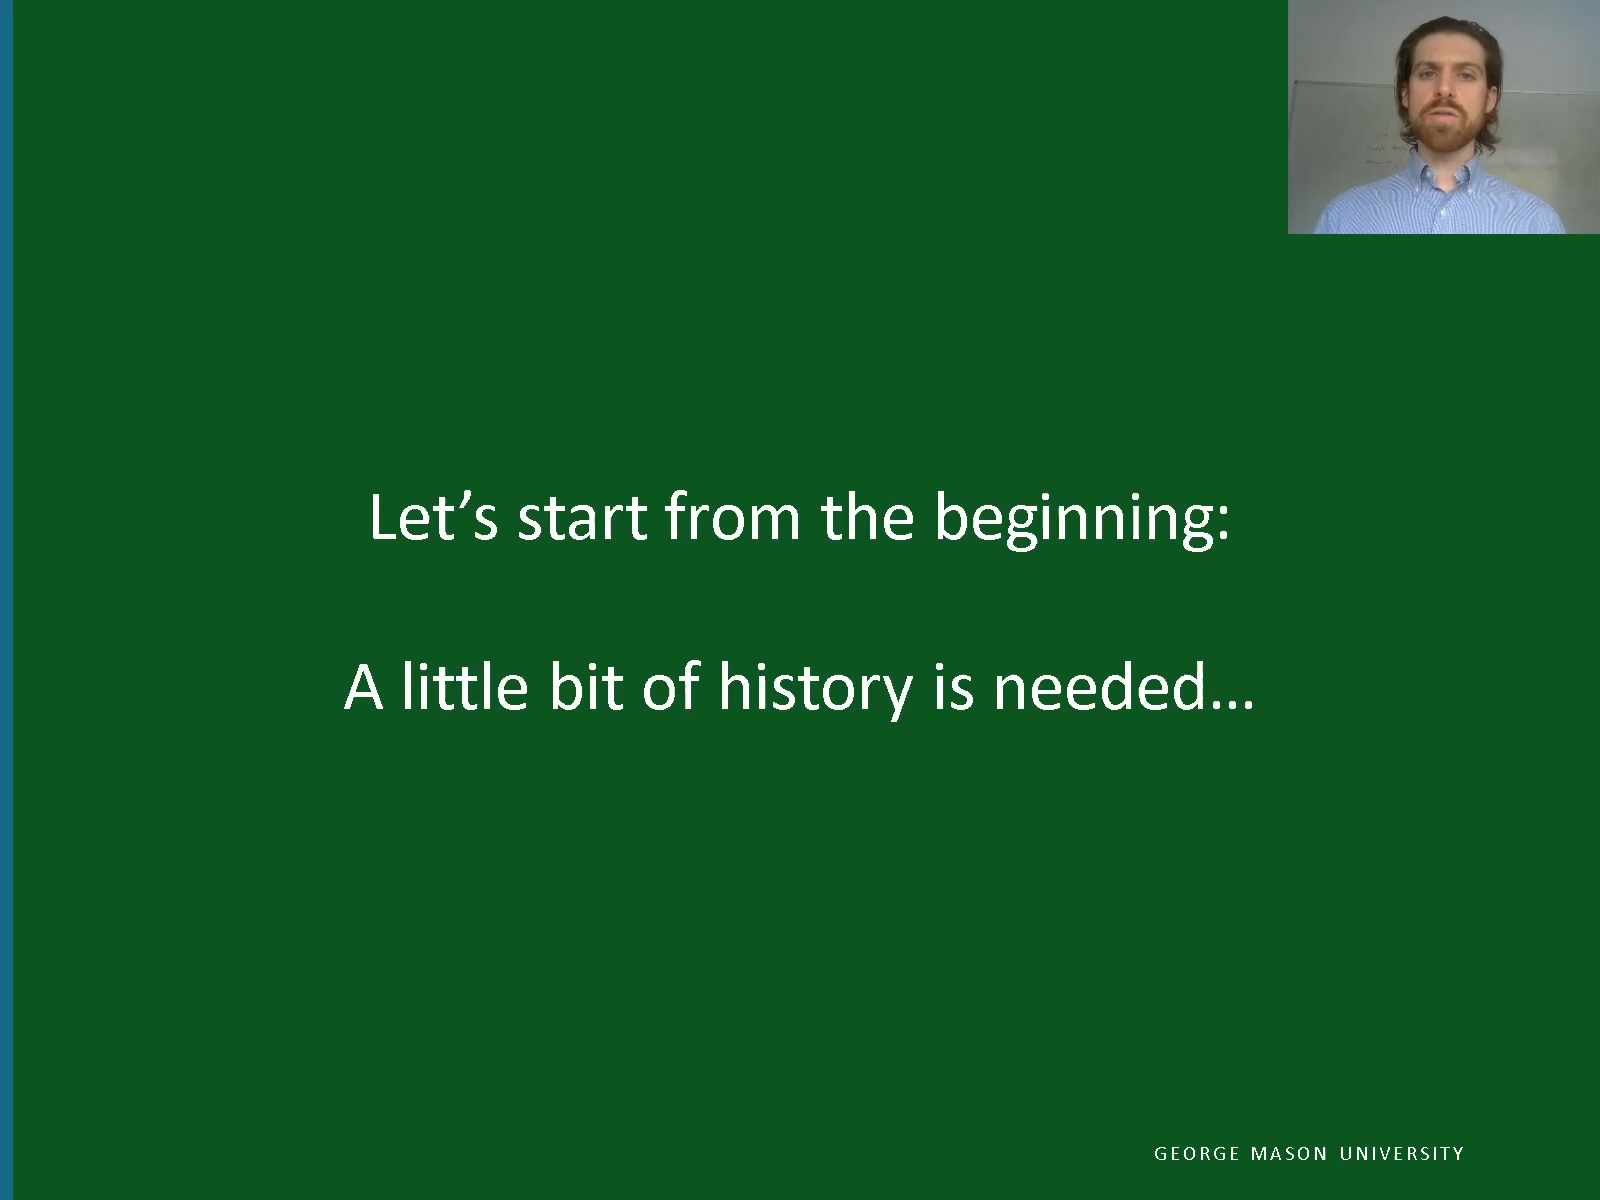 Let’s start from the beginning:
A little bit of history is needed…
GEORGE MASON UNIVERSITY